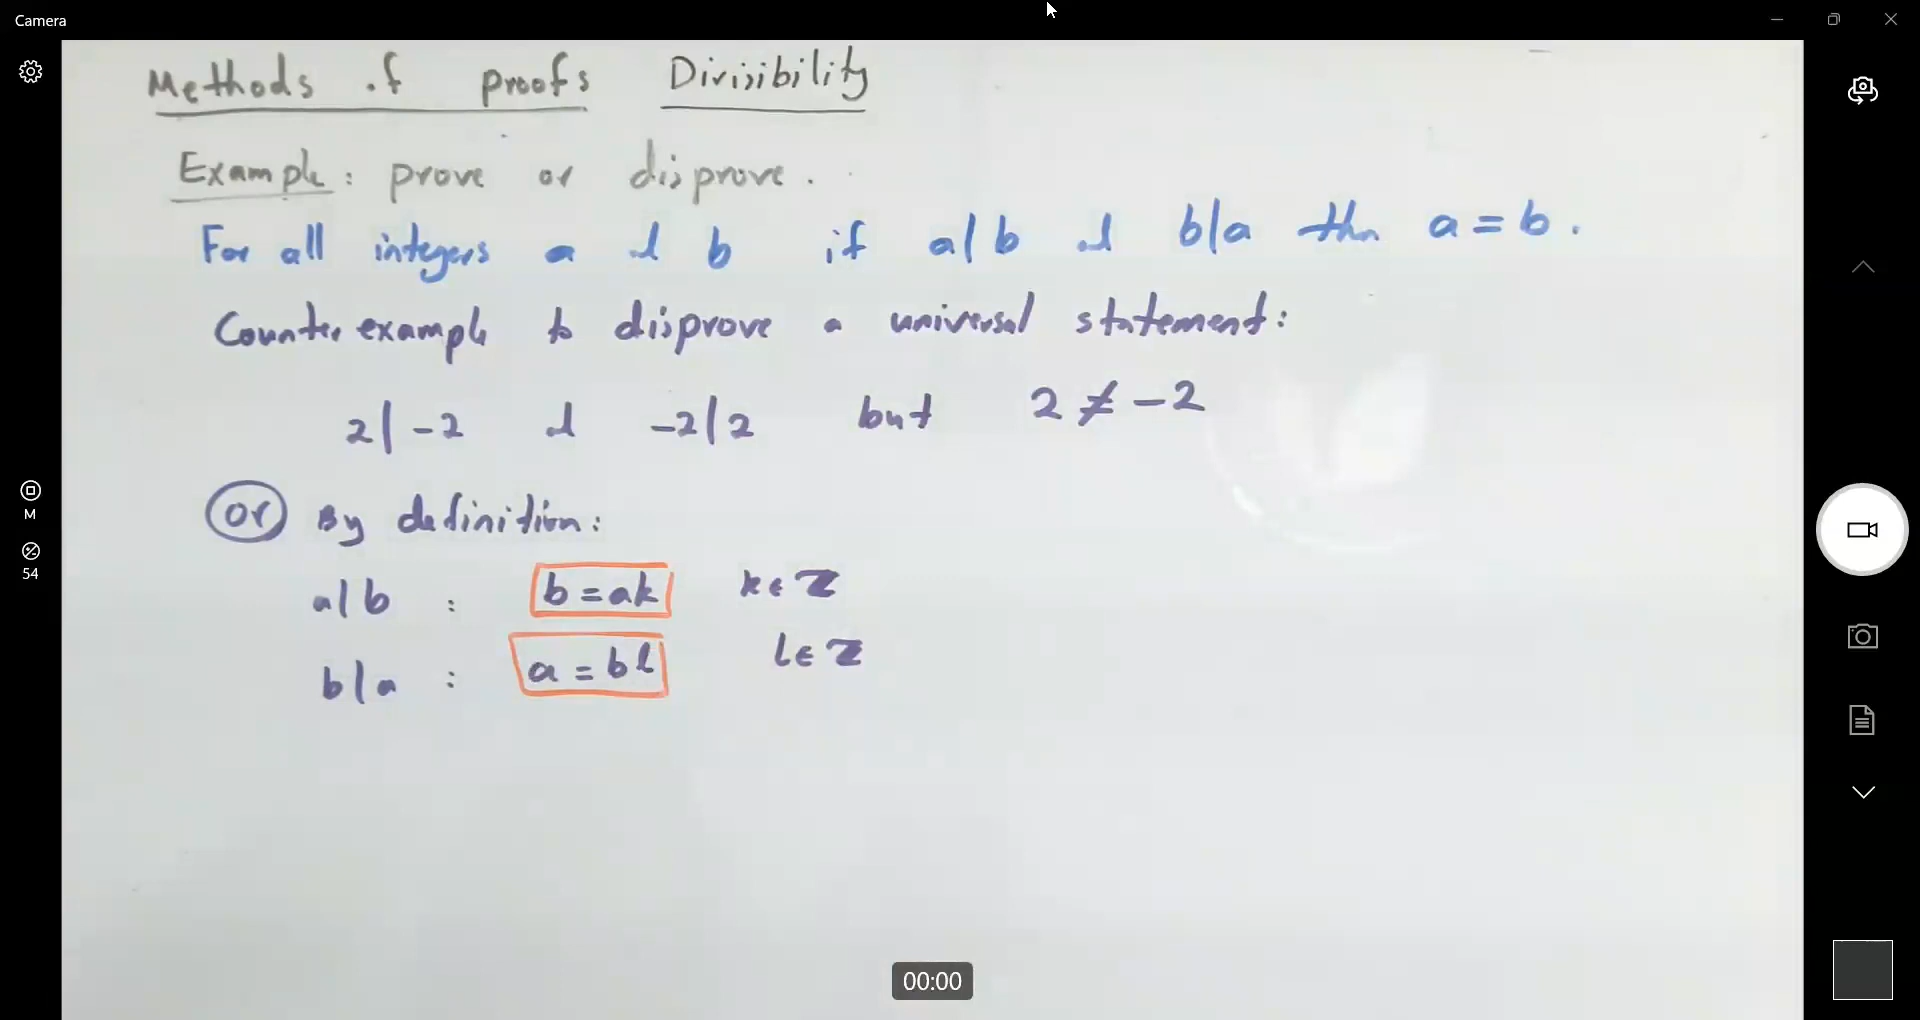 Camera
Methods of proofs Divisibility
Example: prove or disprove.
For all integers a and b if a|b and b|a then a = b.
Counter example to disprove a universal statement:
2|-2 and -2|2 but 2 ≠ -2
or By definition:
a|b : b = ak k ∈ Z
b|a : a = bl l ∈ Z
M
54
00:00